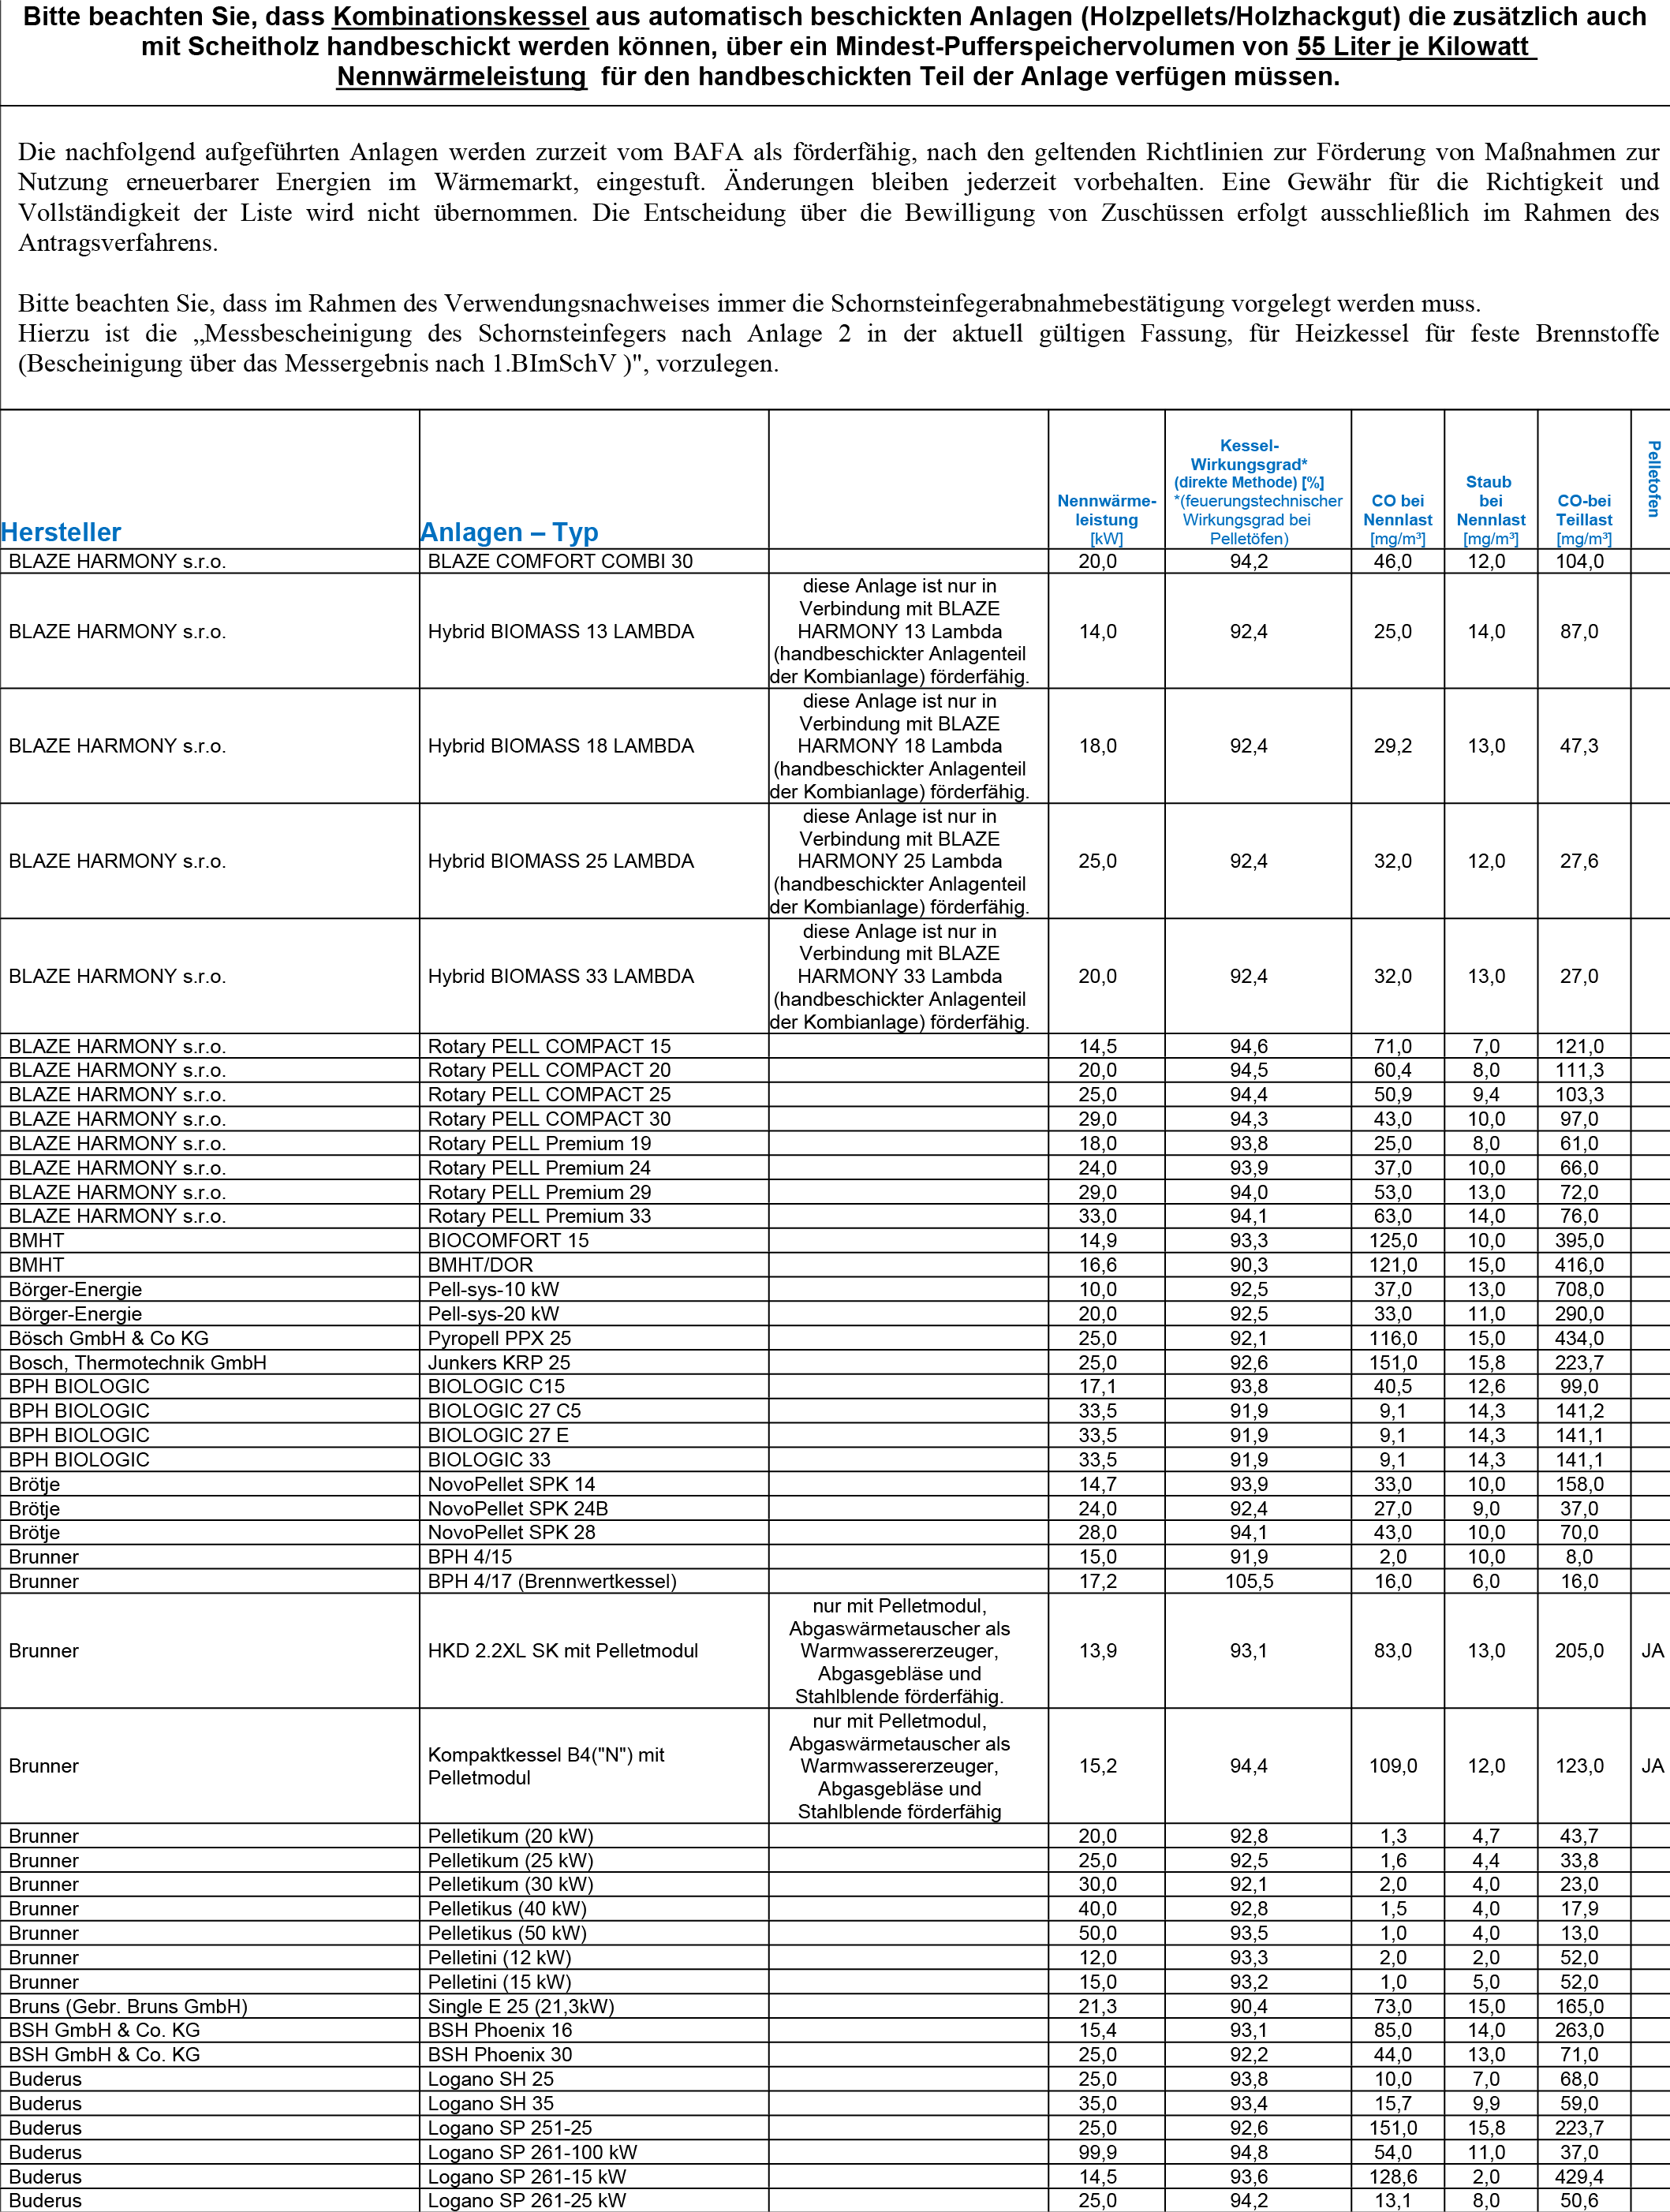 Bitte beachten Sie, dass Kombinationskessel aus automatisch beschickten Anlagen (Holzpellets/Holzhackgut) die zusätzlich auch
mit Scheitholz handbeschickt werden können, über ein Mindest-Pufferspeichervolumen von 55 Liter je Kilowatt
Nennwärmeleistung für den handbeschickten Teil der Anlage verfügen müssen.
Die nachfolgend aufgeführten Anlagen werden zurzeit vom BAFA als förderfähig, nach den geltenden Richtlinien zur Förderung von Maßnahmen zur
Nutzung erneuerbarer Energien im Wärmemarkt, eingestuft. Änderungen bleiben jederzeit vorbehalten. Eine Gewähr für die Richtigkeit und
Vollständigkeit der Liste wird nicht übernommen. Die Entscheidung über die Bewilligung von Zuschüssen erfolgt ausschließlich im Rahmen des
Antragsverfahrens.
Bitte beachten Sie, dass im Rahmen des Verwendungsnachweises immer die Schornsteinfegerabnahmebestätigung vorgelegt werden muss.
Hierzu ist die „Messbescheinigung des Schornsteinfegers nach Anlage 2 in der aktuell gültigen Fassung, für Heizkessel für feste Brennstoffe
(Bescheinigung über das Messergebnis nach 1.BImSchV )", vorzulegen.
Hersteller
Anlagen – Typ
Nennwärme-
leistung
[kW]
Kessel-
Wirkungsgrad*
(direkte Methode) [%]
*(feuerungstechnischer
Wirkungsgrad bei
Pelletöfen)
CO bei
Nennlast
[mg/m³]
Staub
bei
Nennlast
[mg/m³]
CO-bei
Teillast
[mg/m³]
Pelletofen
BLAZE HARMONY s.r.o. BLAZE COMFORT COMBI 30 20,0 94,2 46,0 12,0 104,0
diese Anlage ist nur in
Verbindung mit BLAZE
BLAZE HARMONY s.r.o. Hybrid BIOMASS 13 LAMBDA HARMONY 13 Lambda 14,0 92,4 25,0 14,0 87,0
(handbeschickter Anlagenteil
der Kombianlage) förderfähig.
diese Anlage ist nur in
Verbindung mit BLAZE
BLAZE HARMONY s.r.o. Hybrid BIOMASS 18 LAMBDA HARMONY 18 Lambda 18,0 92,4 29,2 13,0 47,3
(handbeschickter Anlagenteil
der Kombianlage) förderfähig.
diese Anlage ist nur in
Verbindung mit BLAZE
BLAZE HARMONY s.r.o. Hybrid BIOMASS 25 LAMBDA HARMONY 25 Lambda 25,0 92,4 32,0 12,0 27,6
(handbeschickter Anlagenteil
der Kombianlage) förderfähig.
diese Anlage ist nur in
Verbindung mit BLAZE
BLAZE HARMONY s.r.o. Hybrid BIOMASS 33 LAMBDA HARMONY 33 Lambda 20,0 92,4 32,0 13,0 27,0
(handbeschickter Anlagenteil
der Kombianlage) förderfähig.
BLAZE HARMONY s.r.o. Rotary PELL COMPACT 15 14,5 94,6 71,0 7,0 121,0
BLAZE HARMONY s.r.o. Rotary PELL COMPACT 20 20,0 94,5 60,4 8,0 111,3
BLAZE HARMONY s.r.o. Rotary PELL COMPACT 25 25,0 94,4 50,9 9,4 103,3
BLAZE HARMONY s.r.o. Rotary PELL COMPACT 30 29,0 94,3 43,0 10,0 97,0
BLAZE HARMONY s.r.o. Rotary PELL Premium 19 18,0 93,8 25,0 8,0 61,0
BLAZE HARMONY s.r.o. Rotary PELL Premium 24 24,0 93,9 37,0 10,0 66,0
BLAZE HARMONY s.r.o. Rotary PELL Premium 29 29,0 94,0 53,0 13,0 72,0
BLAZE HARMONY s.r.o. Rotary PELL Premium 33 33,0 94,1 63,0 14,0 76,0
BMHT BIOCOMFORT 15 14,9 93,3 125,0 10,0 395,0
BMHT BMHT/DOR 16,6 90,3 121,0 15,0 416,0
Börger-Energie Pell-sys-10 kW 10,0 92,5 37,0 13,0 708,0
Börger-Energie Pell-sys-20 kW 20,0 92,5 33,0 11,0 290,0
Bösch GmbH & Co KG Pyropell PPX 25 25,0 92,1 116,0 15,0 434,0
Bosch, Thermotechnik GmbH Junkers KRP 25 25,0 92,6 151,0 15,8 223,7
BPH BIOLOGIC BIOLOGIC C15 17,1 93,8 40,5 12,6 99,0
BPH BIOLOGIC BIOLOGIC 27 C5 33,5 91,9 9,1 14,3 141,2
BPH BIOLOGIC BIOLOGIC 27 E 33,5 91,9 9,1 14,3 141,1
BPH BIOLOGIC BIOLOGIC 33 33,5 91,9 9,1 14,3 141,1
Brötje NovoPellet SPK 14 14,7 93,9 33,0 10,0 158,0
Brötje NovoPellet SPK 24B 24,0 92,4 27,0 9,0 37,0
Brötje NovoPellet SPK 28 28,0 94,1 43,0 10,0 70,0
Brunner BPH 4/15 15,0 91,9 2,0 10,0 8,0
Brunner BPH 4/17 (Brennwertkessel) 17,2 105,5 16,0 6,0 16,0
nur mit Pelletmodul,
Abgaswärmetauscher als
Brunner HKD 2.2XL SK mit Pelletmodul Warmwassererzeuger, 13,9 93,1 83,0 13,0 205,0 JA
Abgasgebläse und
Stahlblende förderfähig.
nur mit Pelletmodul,
Abgaswärmetauscher als
Brunner Kompaktkessel B4("N") mit Pelletmodul Warmwassererzeuger, 15,2 94,4 109,0 12,0 123,0 JA
Abgasgebläse und
Stahlblende förderfähig
Brunner Pelletikum (20 kW) 20,0 92,8 1,3 4,7 43,7
Brunner Pelletikum (25 kW) 25,0 92,5 1,6 4,4 33,8
Brunner Pelletikum (30 kW) 30,0 92,1 2,0 4,0 23,0
Brunner Pelletikus (40 kW) 40,0 92,8 1,5 4,0 17,9
Brunner Pelletikus (50 kW) 50,0 93,5 1,0 4,0 13,0
Brunner Pelletini (12 kW) 12,0 93,3 2,0 2,0 52,0
Brunner Pelletini (15 kW) 15,0 93,2 1,0 5,0 52,0
Bruns (Gebr. Bruns GmbH) Single E 25 (21,3kW) 21,3 90,4 73,0 15,0 165,0
BSH GmbH & Co. KG BSH Phoenix 16 15,4 93,1 85,0 14,0 263,0
BSH GmbH & Co. KG BSH Phoenix 30 25,0 92,2 44,0 13,0 71,0
Buderus Logano SH 25 25,0 93,8 10,0 7,0 68,0
Buderus Logano SH 35 35,0 93,4 15,7 9,9 59,0
Buderus Logano SP 251-25 25,0 92,6 151,0 15,8 223,7
Buderus Logano SP 261-100 kW 99,9 94,8 54,0 11,0 37,0
Buderus Logano SP 261-15 kW 14,5 93,6 128,6 2,0 429,4
Buderus Logano SP 261-25 kW 25,0 94,2 13,1 8,0 50,6